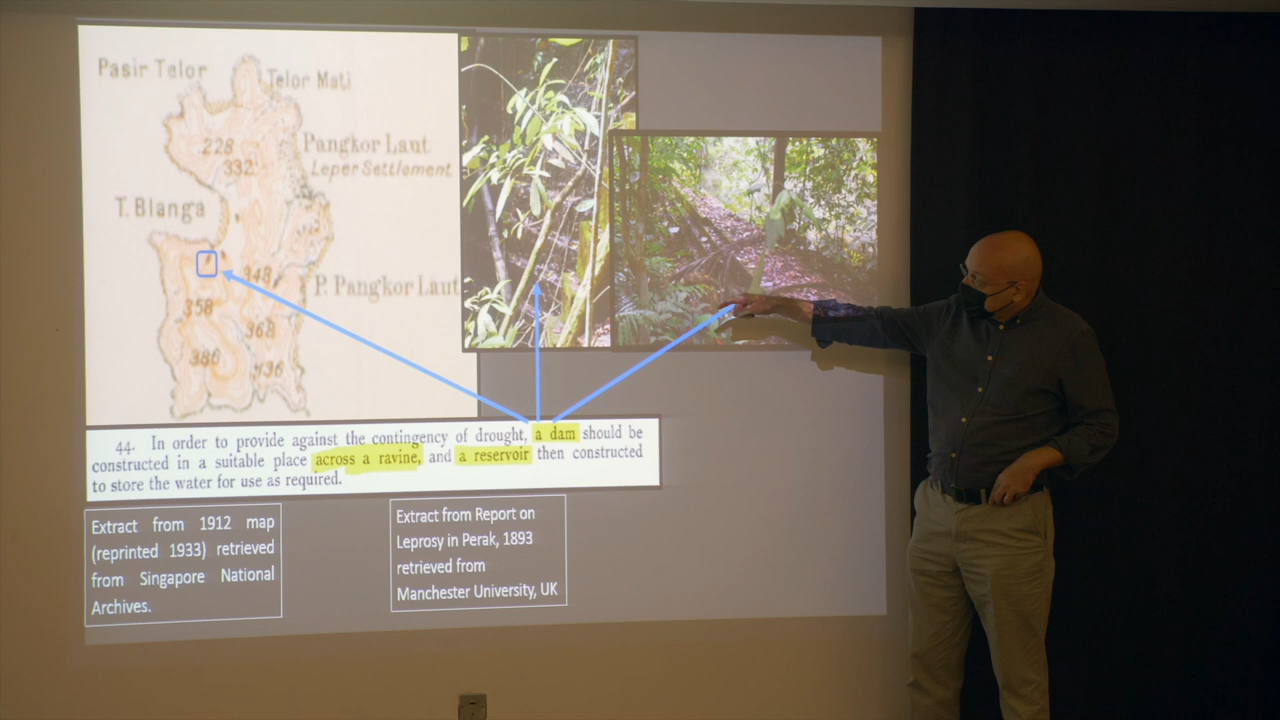 Pasir Telor
Telor Mati
228
332
Pangkor Laut
Leper Settlement
T. Blanga
348
P. Pangkor Laut
358
368
386
436
44. In order to provide against the contingency of drought, a dam should be
constructed in a suitable place across a ravine, and a reservoir then constructed
to store the water for use as required.
Extract from 1912 map
(reprinted 1933) retrieved
from Singapore National
Archives.
Extract from Report on
Leprosy in Perak, 1893
retrieved from
Manchester University, UK